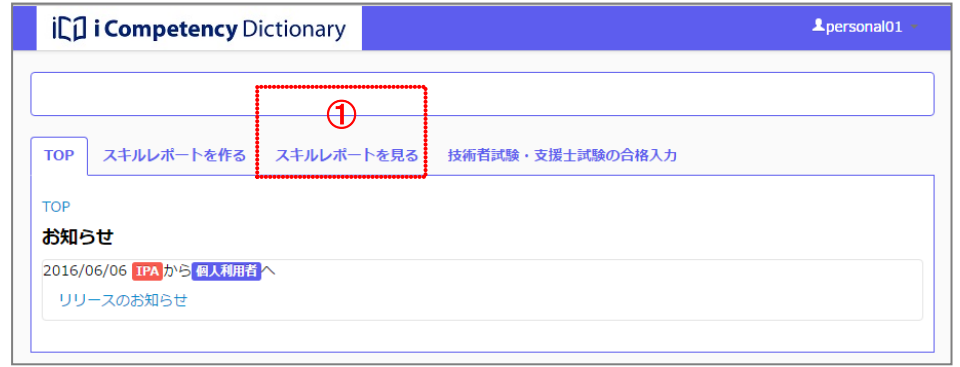 i Competency Dictionary
personal01
①
TOP スキルレポートを作る スキルレポートを見る 技術者試験・支援士試験の合格入力
TOP
お知らせ
2016/06/06 IPAから個人利用者へ
リリースのお知らせ